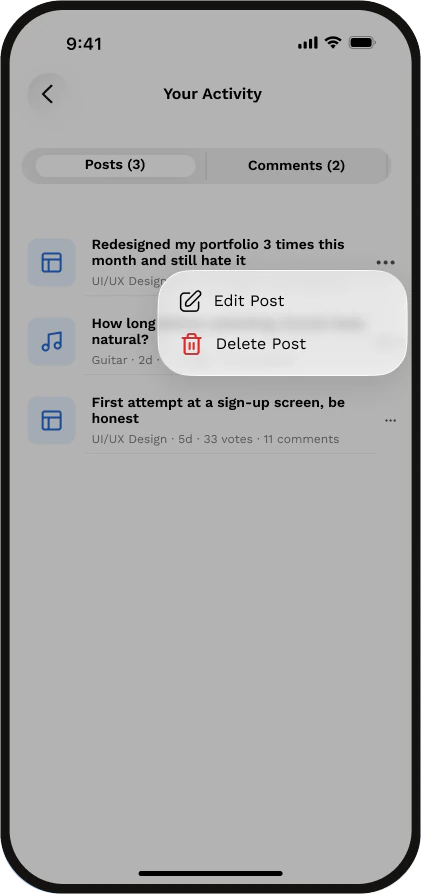 9:41
Your Activity
Posts (3)
Comments (2)
Redesigned my portfolio 3 times this
month and still hate it
UI/UX Design
Edit Post
How long
natural?
Delete Post
Guitar · 2d ·
First attempt at a sign-up screen, be
honest
UI/UX Design · 5d · 33 votes · 11 comments